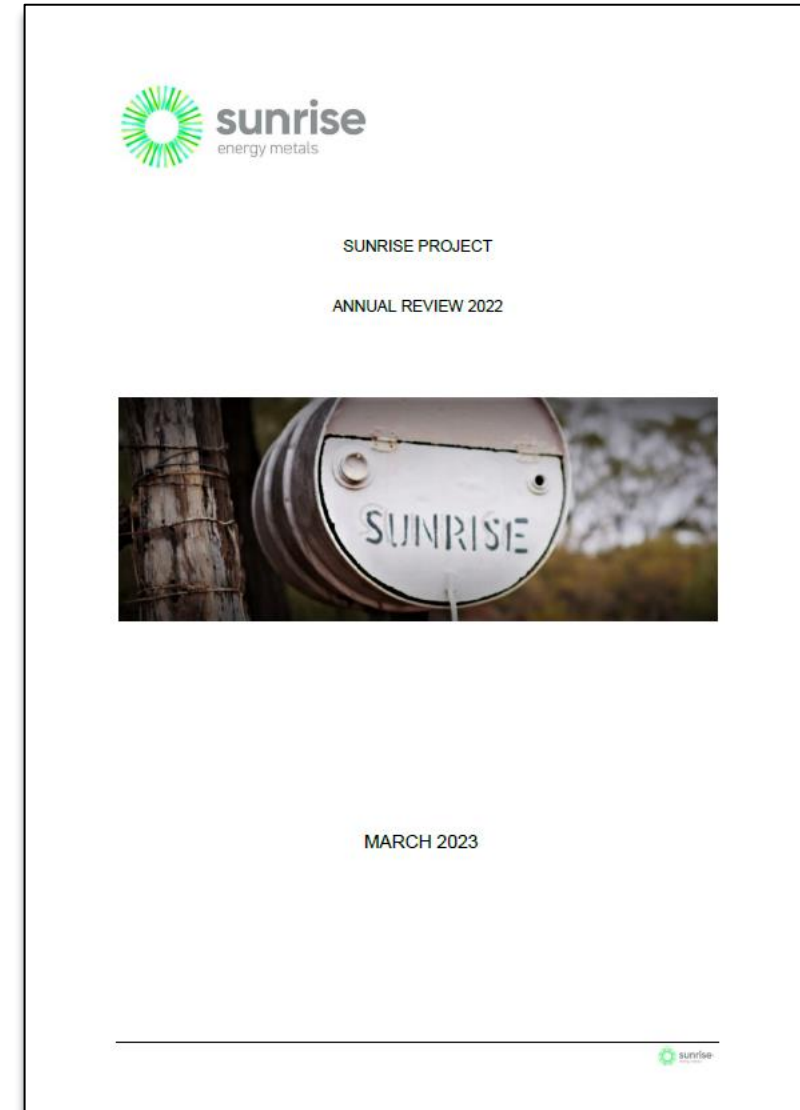 sunrise
energy metals
SUNRISE PROJECT
ANNUAL REVIEW 2022
SUNRISE
MARCH 2023
sunrise